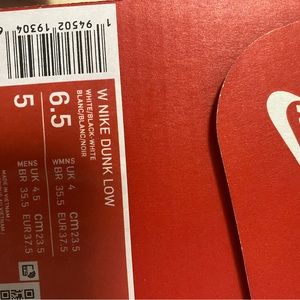 1 94502 19304
W NIKE DUNK LOW
WHITE/BLACK-WHITE
BLANC/BLANC/NOIR
6.5 WMNS UK 4 cm23.5
BR 35.5 EUR37.5
5 MENS UK 4.5 cm23.5
BR 35.5 EUR37.5
MADE IN VIETNAM